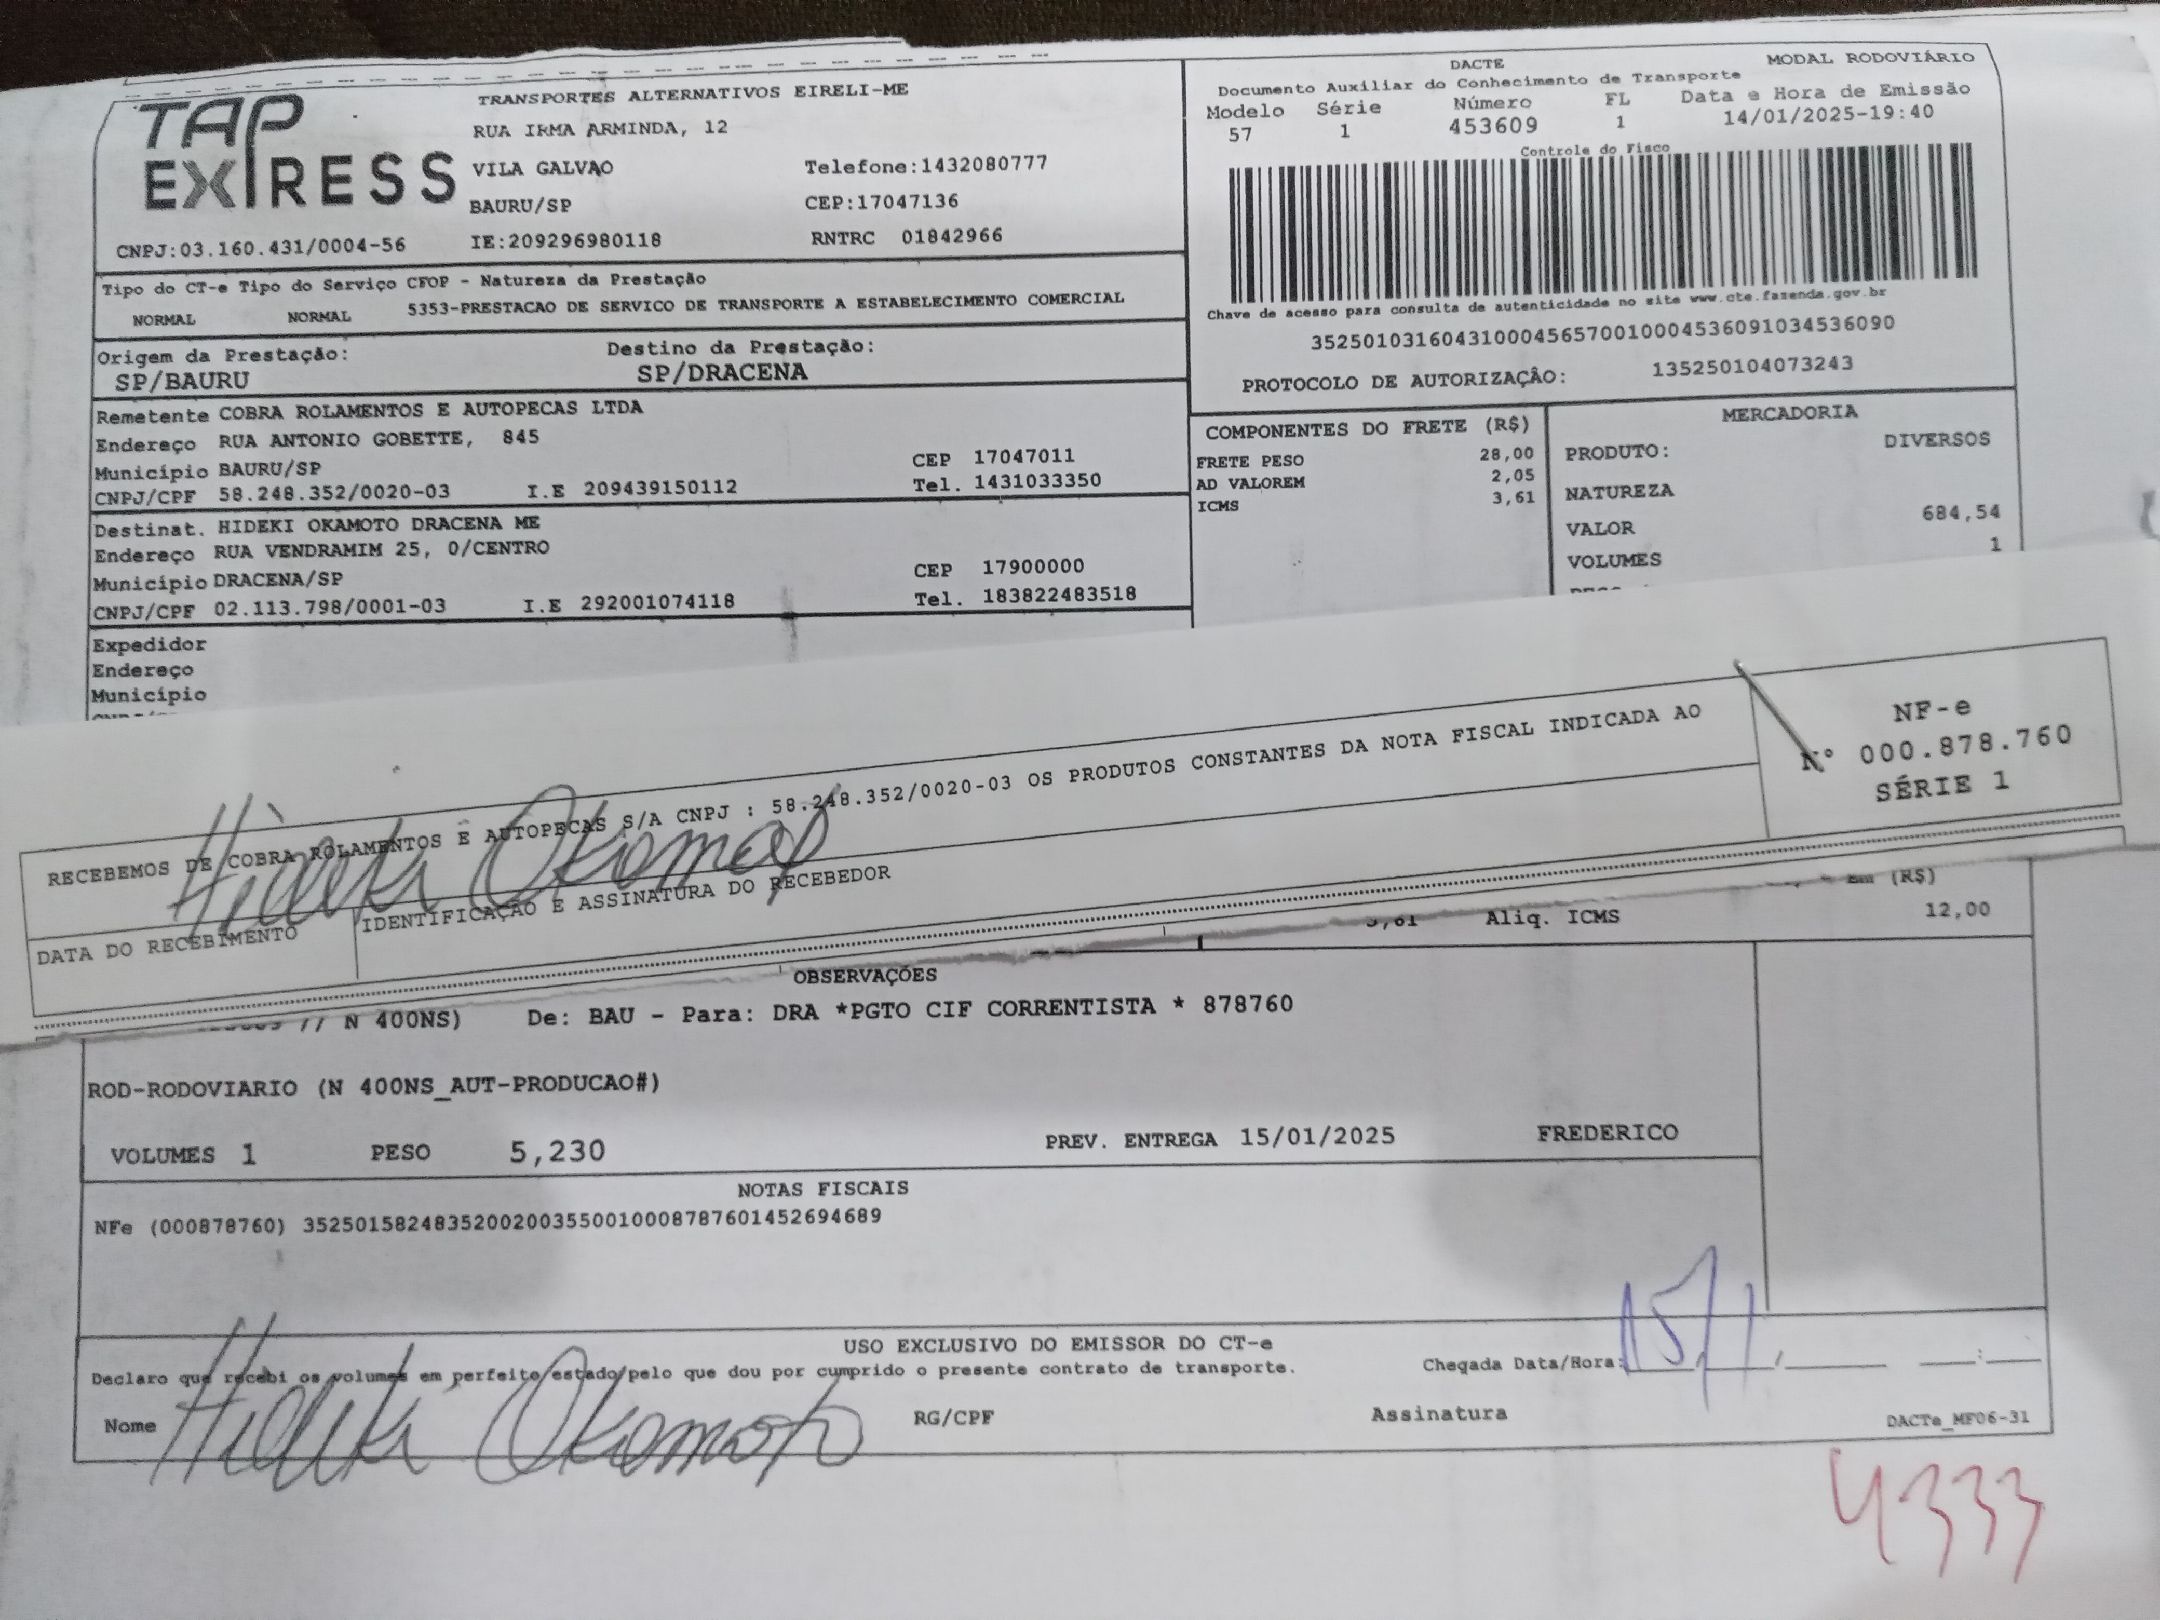 TAP EXPRESS
TRANSPORTES ALTERNATIVOS EIRELI-ME
RUA IRMA ARMINDA, 12
VILA GALVAO Telefone:1432080777
BAURU/SP CEP:17047136
CNPJ:03.160.431/0004-56 IE:209296980118 RNTRC 01842966
DACTE MODAL RODOVIÁRIO
Documento Auxiliar do Conhecimento de Transporte
Modelo Série Número FL Data e Hora de Emissão
57 1 453609 1 14/01/2025-19:40
Controle do Fisco
Chave de acesso para consulta de autenticidade no site www.cte.fazenda.gov.br
35250103160431000456570010004536091034536090
PROTOCOLO DE AUTORIZAÇÃO: 135250104073243
Tipo do CT-e Tipo do Serviço CFOP - Natureza da Prestação
NORMAL NORMAL 5353-PRESTACAO DE SERVICO DE TRANSPORTE A ESTABELECIMENTO COMERCIAL
Origem da Prestação: Destino da Prestação:
SP/BAURU SP/DRACENA
Remetente COBRA ROLAMENTOS E AUTOPECAS LTDA
Endereço RUA ANTONIO GOBETTE, 845
Município BAURU/SP CEP 17047011
CNPJ/CPF 58.248.352/0020-03 I.E 209439150112 Tel. 1431033350
Destinat. HIDEKI OKAMOTO DRACENA ME
Endereço RUA VENDRAMIM 25, 0/CENTRO
Município DRACENA/SP CEP 17900000
CNPJ/CPF 02.113.798/0001-03 I.E 292001074118 Tel. 183822483518
Expedidor
Endereço
Município
COMPONENTES DO FRETE (R$)
FRETE PESO 28,00
AD VALOREM 2,05
ICMS 3,61
MERCADORIA
PRODUTO: DIVERSOS
NATUREZA
VALOR 684,54
VOLUMES 1
RECEBEMOS DE COBRA ROLAMENTOS E AUTOPECAS S/A CNPJ : 58.248.352/0020-03 OS PRODUTOS CONSTANTES DA NOTA FISCAL INDICADA AO
Hideki Okamoto
DATA DO RECEBIMENTO IDENTIFICAÇÃO E ASSINATURA DO RECEBEDOR
NF-e
N° 000.878.760
SÉRIE 1
(R$)
3,61 Aliq. ICMS 12,00
OBSERVAÇÕES
N 400NS) De: BAU - Para: DRA *PGTO CIF CORRENTISTA * 878760
ROD-RODOVIARIO (N 400NS_AUT-PRODUCAO#)
VOLUMES 1 PESO 5,230 PREV. ENTREGA 15/01/2025 FREDERICO
NOTAS FISCAIS
NFe (000878760) 35250158248352002003550010008787601452694689
USO EXCLUSIVO DO EMISSOR DO CT-e
Declaro que recebi os volumes em perfeito estado pelo que dou por cumprido o presente contrato de transporte.
Chegada Data/Hora: 15/1
Nome Hideki Okamoto RG/CPF Assinatura
DACTe_MF06-31
4333